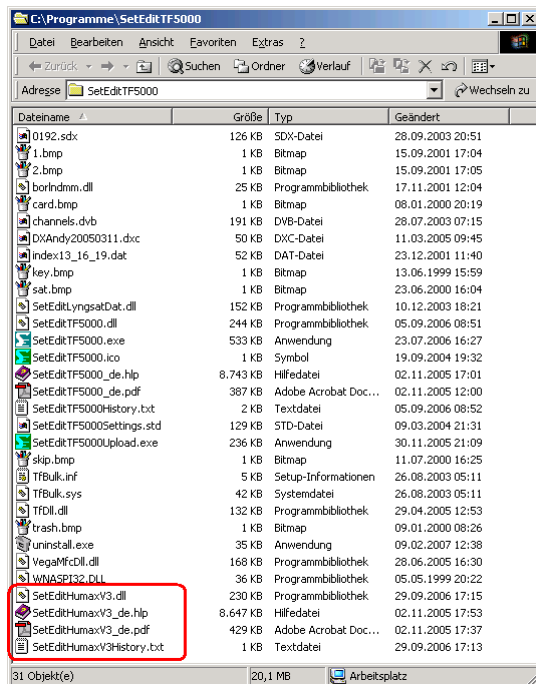 C:\Programme\SetEditTF5000
Datei Bearbeiten Ansicht Favoriten Extras ?
Zurück Suchen Ordner Verlauf
Adresse SetEditTF5000 Wechseln zu
Dateiname Größe Typ Geändert
0192.sdx 126 KB SDX-Datei 28.09.2003 20:51
1.bmp 1 KB Bitmap 15.09.2001 17:04
2.bmp 1 KB Bitmap 15.09.2001 17:05
borlndmm.dll 25 KB Programmbibliothek 17.11.2001 12:04
card.bmp 1 KB Bitmap 08.01.2000 20:19
channels.dvb 191 KB DVB-Datei 28.07.2003 07:15
DXAndy20050311.dxc 50 KB DXC-Datei 11.03.2005 09:45
index13_16_19.dat 52 KB DAT-Datei 23.12.2001 11:40
key.bmp 1 KB Bitmap 13.06.1999 15:59
sat.bmp 1 KB Bitmap 23.06.2000 16:04
SetEditLyngsatDat.dll 152 KB Programmbibliothek 10.12.2003 18:21
SetEditTF5000.dll 244 KB Programmbibliothek 05.09.2006 08:51
SetEditTF5000.exe 533 KB Anwendung 23.07.2006 16:27
SetEditTF5000.ico 1 KB Symbol 19.09.2004 19:32
SetEditTF5000_de.hlp 8.743 KB Hilfedatei 02.11.2005 17:01
SetEditTF5000_de.pdf 387 KB Adobe Acrobat Doc... 02.11.2005 12:00
SetEditTF5000History.txt 2 KB Textdatei 05.09.2006 08:52
SetEditTF5000Settings.std 129 KB STD-Datei 09.03.2004 21:31
SetEditTF5000Upload.exe 236 KB Anwendung 30.11.2005 21:09
skip.bmp 1 KB Bitmap 11.07.2000 16:25
TfBulk.inf 5 KB Setup-Informationen 26.08.2003 05:11
TfBulk.sys 42 KB Systemdatei 26.08.2003 05:11
TfDll.dll 132 KB Programmbibliothek 29.04.2005 12:53
trash.bmp 1 KB Bitmap 09.01.2000 08:26
uninstall.exe 35 KB Anwendung 09.02.2007 12:38
VegaMfcDll.dll 168 KB Programmbibliothek 28.06.2005 16:30
WNASPI32.DLL 36 KB Programmbibliothek 05.05.1999 20:22
SetEditHumaxV3.dll 230 KB Programmbibliothek 29.09.2006 17:15
SetEditHumaxV3_de.hlp 8.647 KB Hilfedatei 02.11.2005 17:53
SetEditHumaxV3_de.pdf 429 KB Adobe Acrobat Doc... 02.11.2005 17:37
SetEditHumaxV3History.txt 1 KB Textdatei 29.09.2006 17:13
31 Objekt(e) 20,1 MB Arbeitsplatz